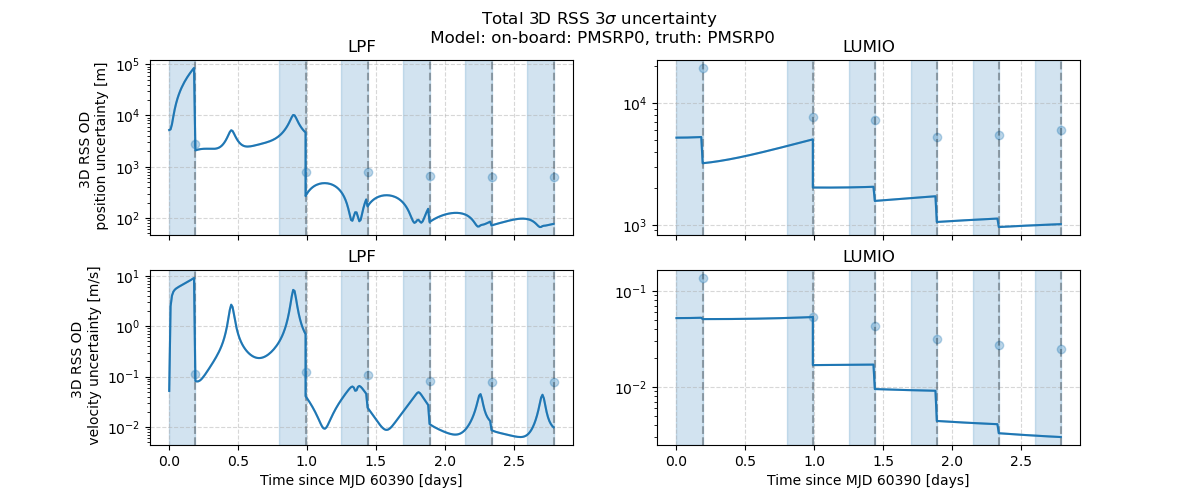 Total 3D RSS 3σ uncertainty
Model: on-board: PMSRP0, truth: PMSRP0
LPF
LUMIO
3D RSS OD
position uncertainty [m]
10^5
10^4
10^3
10^2
10^4
10^3
LPF
LUMIO
3D RSS OD
velocity uncertainty [m/s]
10^1
10^0
10^−1
10^−2
10^−1
10^−2
0.0 0.5 1.0 1.5 2.0 2.5
0.0 0.5 1.0 1.5 2.0 2.5
Time since MJD 60390 [days]
Time since MJD 60390 [days]